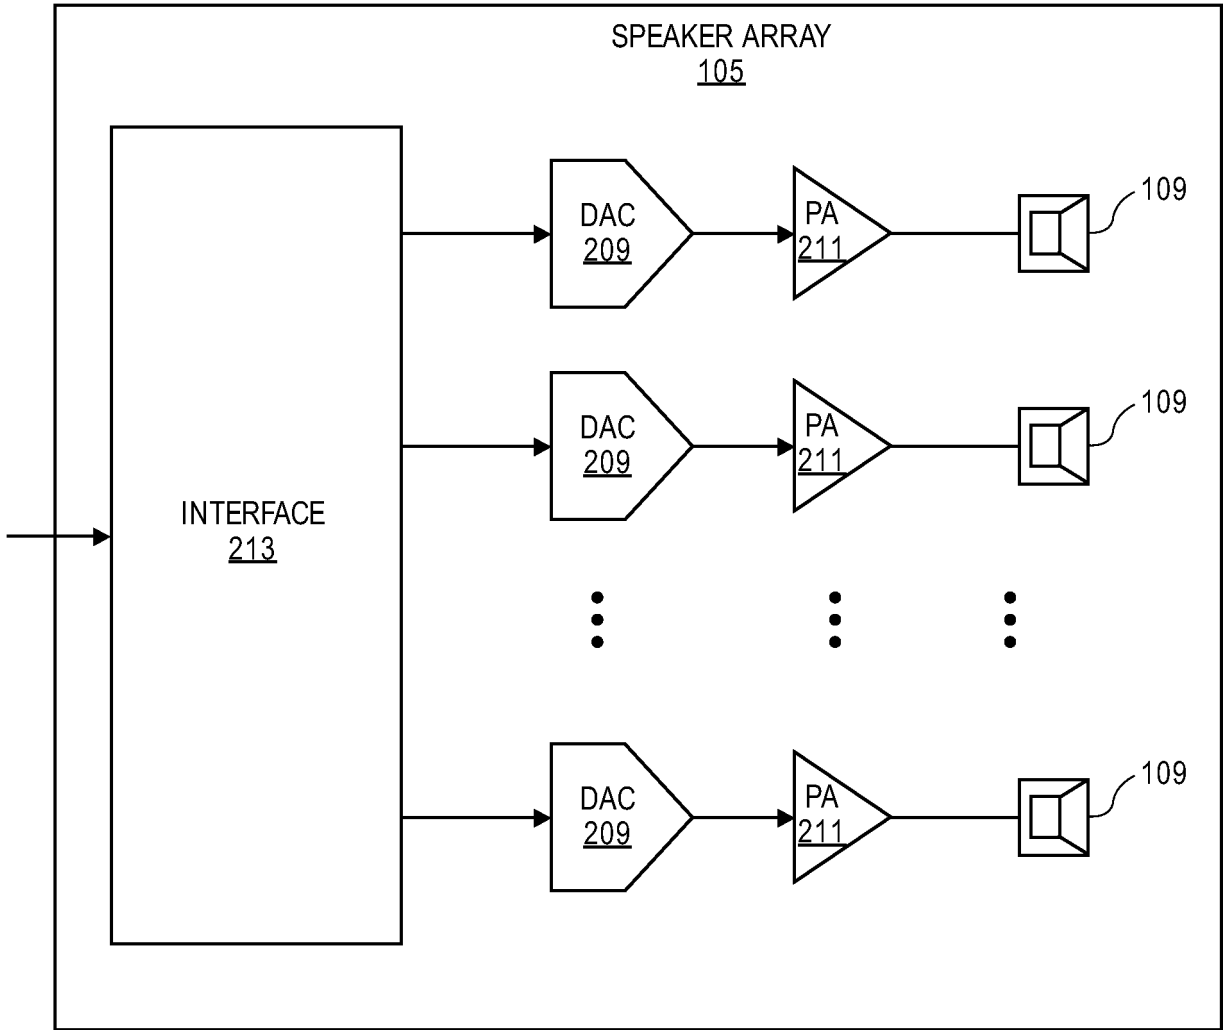 SPEAKER ARRAY
105
DAC
209
PA
211
109
DAC
209
PA
211
109
INTERFACE
213
DAC
209
PA
211
109